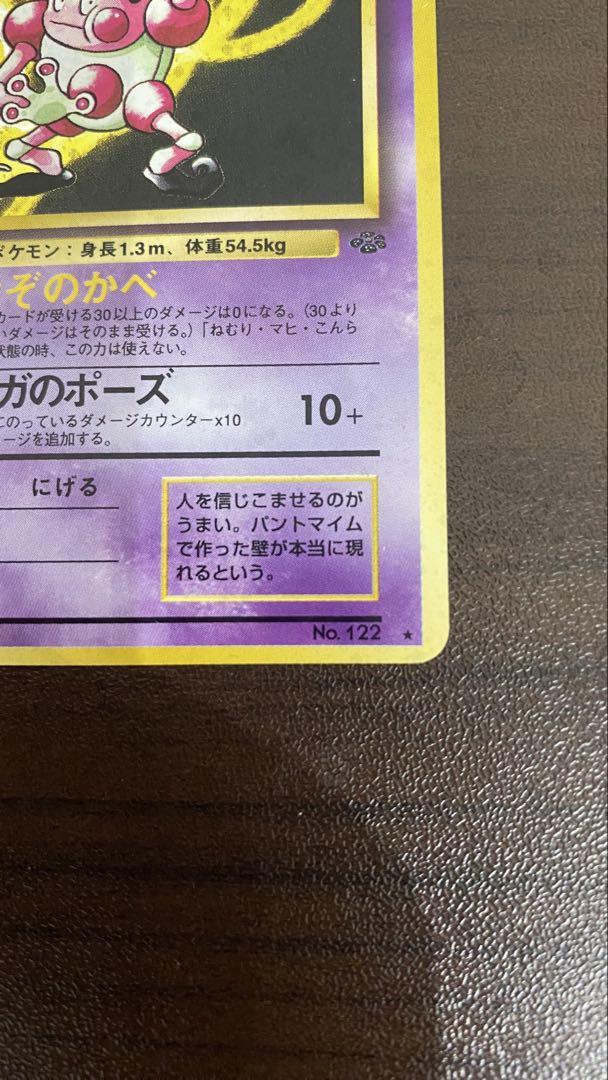 ポケモン：身長1.3m、体重54.5kg
ぞのかべ
カードが受ける30以上のダメージは0になる。（30より
いダメージはそのまま受ける。）「ねむり・マヒ・こんら
状態の時、この力は使えない。
ガのポーズ
にのっているダメージカウンター×10
ージを追加する。
10+
にげる
人を信じこませるのが
うまい。パントマイム
で作った壁が本当に現
れるという。
No. 122 ★